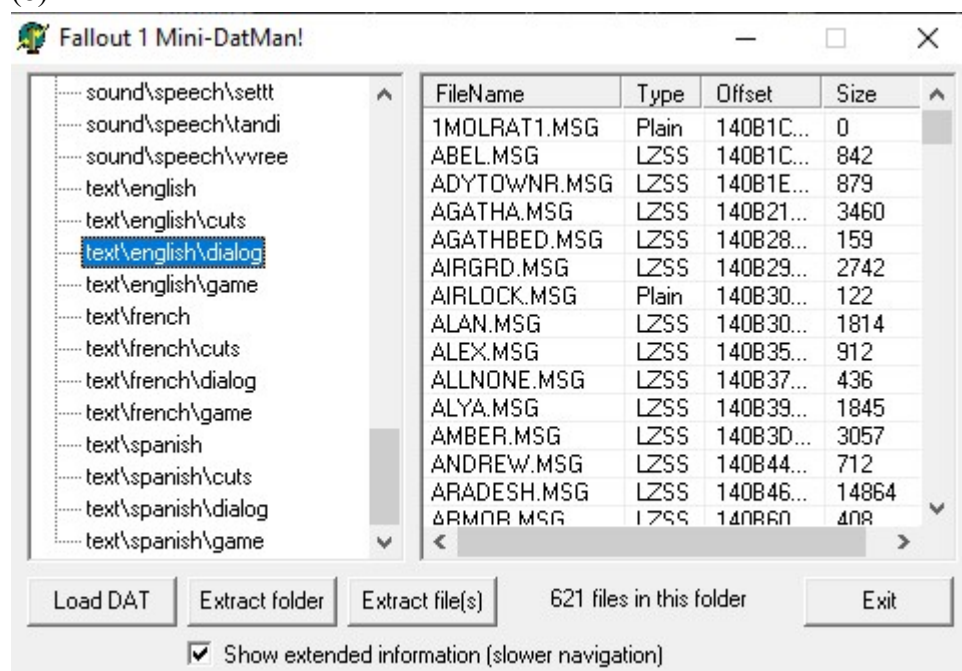 Fallout 1 Mini-DatMan!
sound\speech\settt
sound\speech\tandi
sound\speech\vvree
text\english
text\english\cuts
text\english\dialog
text\english\game
text\french
text\french\cuts
text\french\dialog
text\french\game
text\spanish
text\spanish\cuts
text\spanish\dialog
text\spanish\game
FileName Type Offset Size
1MOLRAT1.MSG Plain 140B1C... 0
ABEL.MSG LZSS 140B1C... 842
ADYTOWNR.MSG LZSS 140B1E... 879
AGATHA.MSG LZSS 140B21... 3460
AGATHBED.MSG LZSS 140B28... 159
AIRGRD.MSG LZSS 140B29... 2742
AIRLOCK.MSG Plain 140B30... 122
ALAN.MSG LZSS 140B30... 1814
ALEX.MSG LZSS 140B35... 912
ALLNONE.MSG LZSS 140B37... 436
ALYA.MSG LZSS 140B39... 1845
AMBER.MSG LZSS 140B3D... 3057
ANDREW.MSG LZSS 140B44... 712
ARADESH.MSG LZSS 140B46... 14864
ARMOR.MSG LZSS 140B60... 408
Load DAT Extract folder Extract file(s) 621 files in this folder Exit
Show extended information (slower navigation)